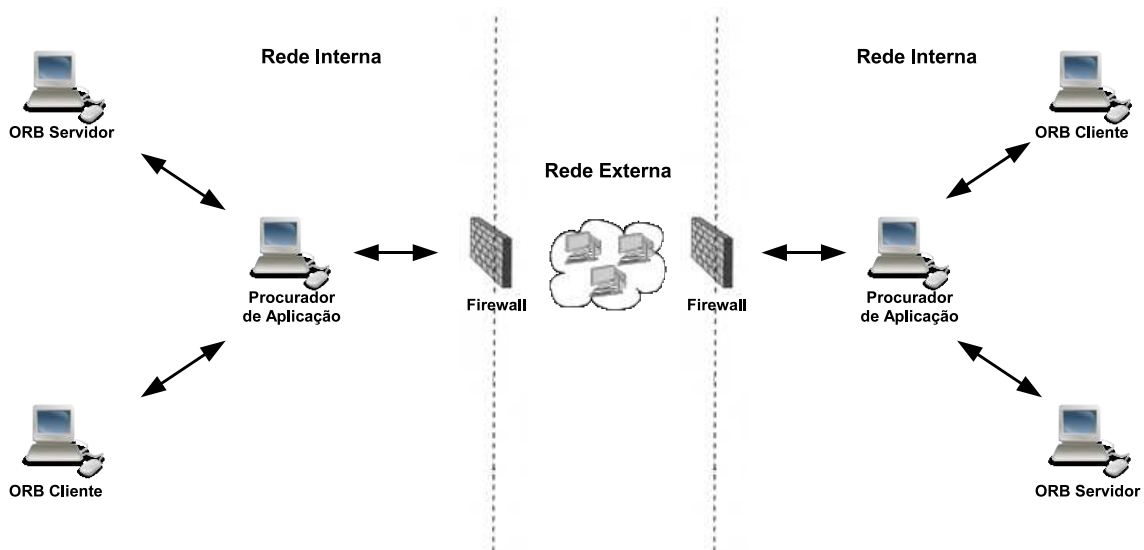 Rede Interna
ORB Servidor
Procurador
de Aplicação
ORB Cliente
Firewall
Rede Externa
Firewall
Rede Interna
ORB Cliente
Procurador
de Aplicação
ORB Servidor